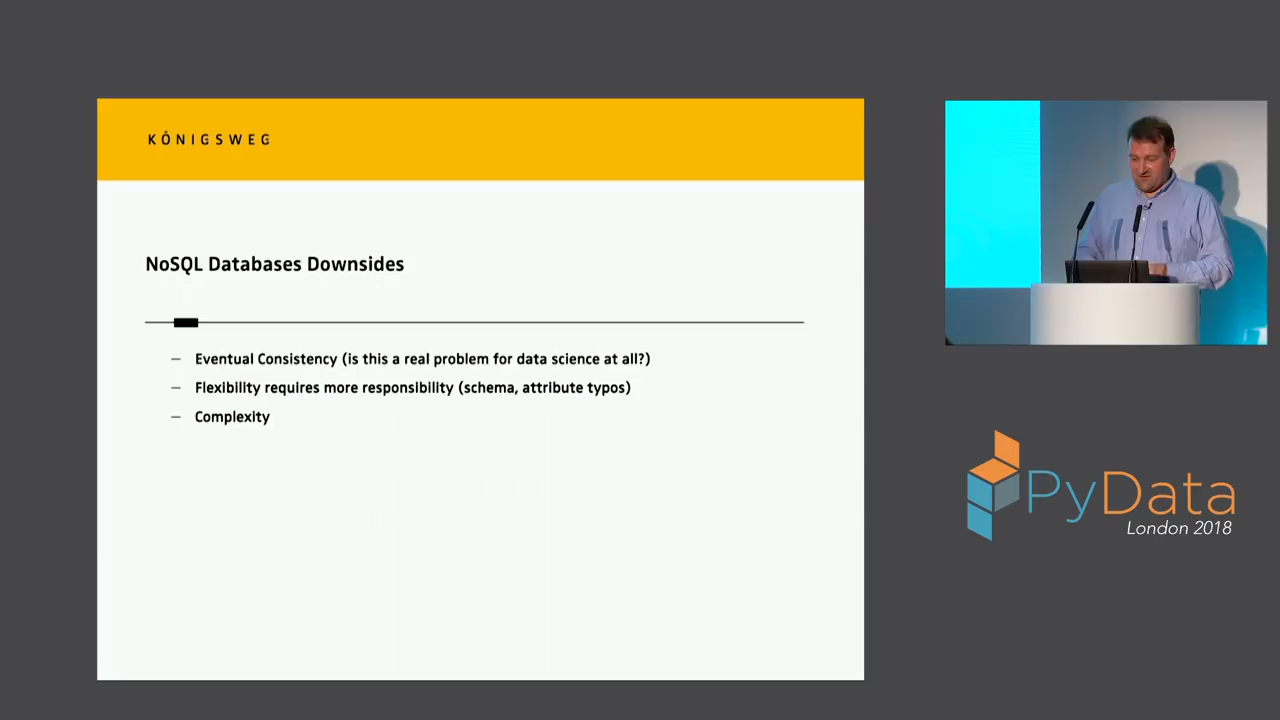 KÖNIGSWEG
NoSQL Databases Downsides
– Eventual Consistency (is this a real problem for data science at all?)
– Flexibility requires more responsibility (schema, attribute typos)
– Complexity
PyData
London 2018